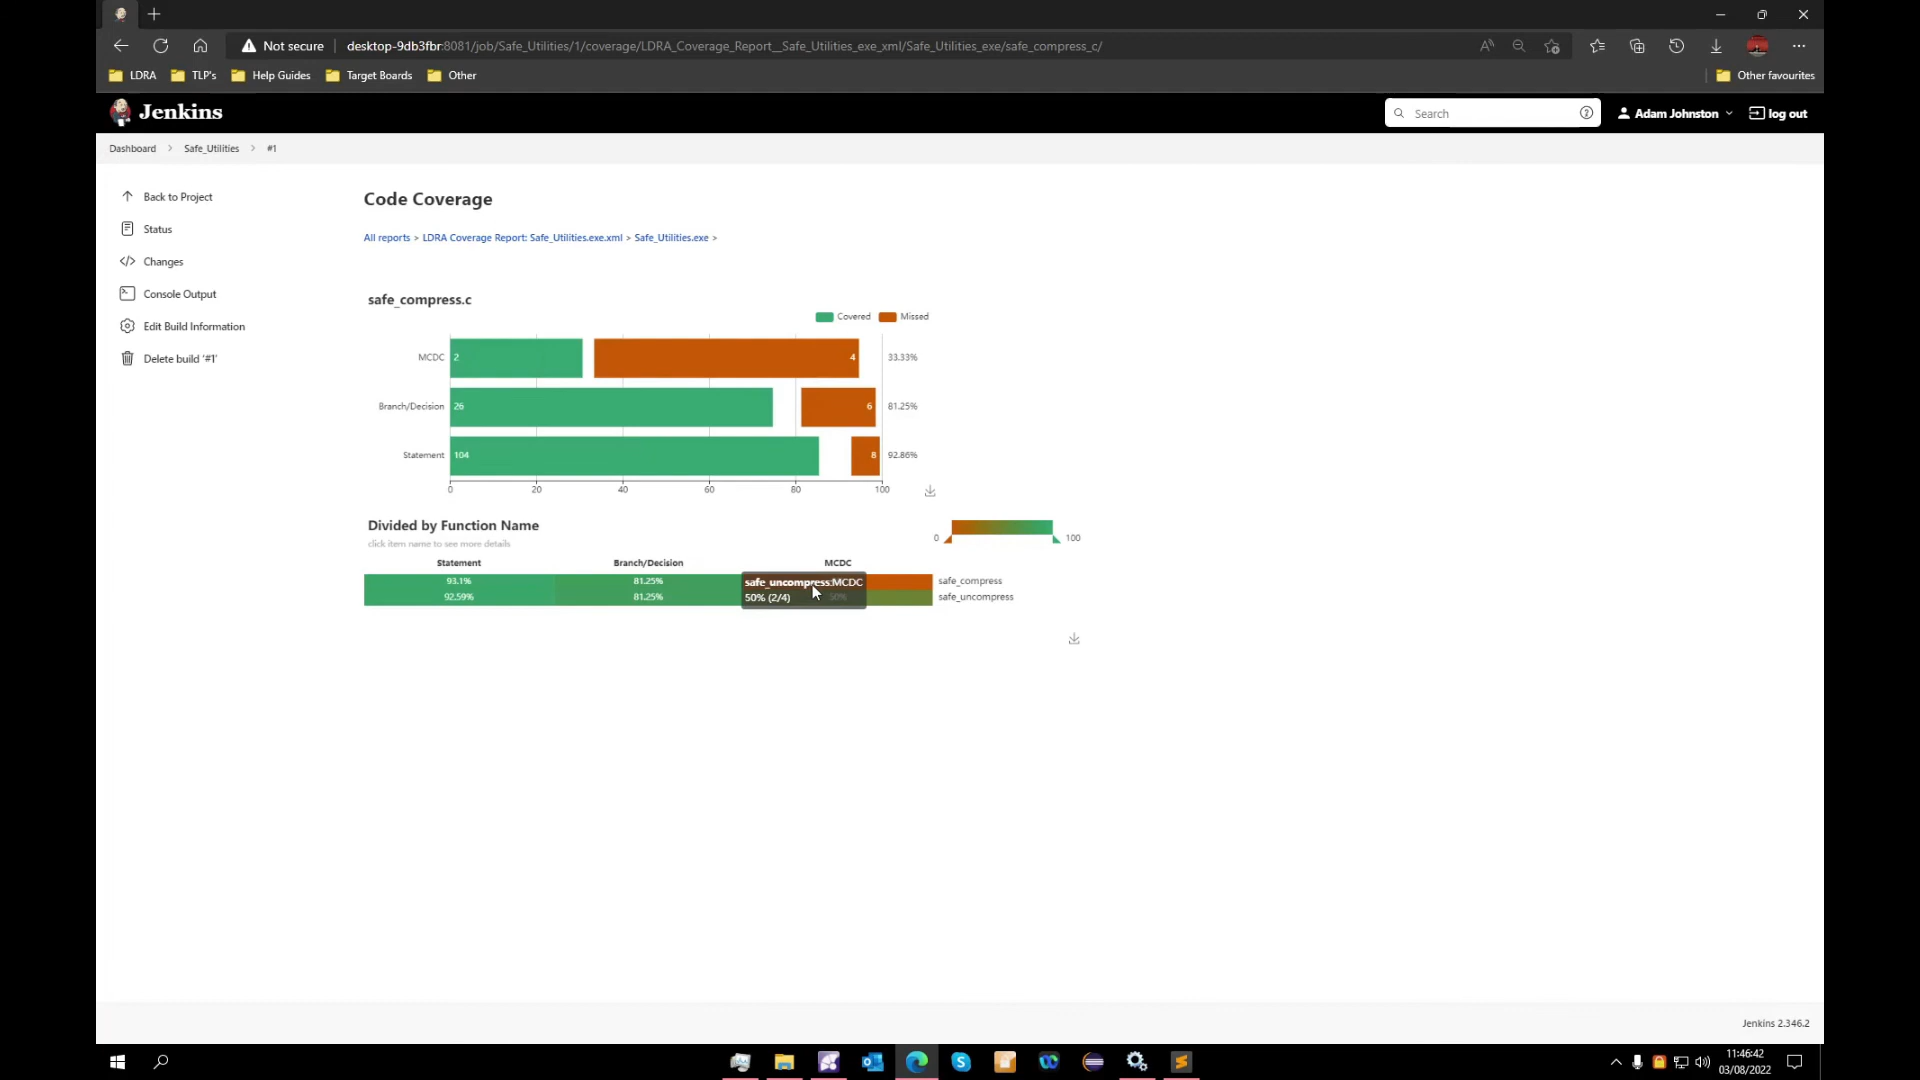 Not secure
desktop-9db3fbr:8081/job/Safe_Utilities/1/coverage/LDRA_Coverage_Report__Safe_Utilities_exe_xml/Safe_Utilities_exe/safe_compress_c/
LDRA
TLP's
Help Guides
Target Boards
Other
Other favourites
Jenkins
Search
Adam Johnston
log out
Dashboard > Safe_Utilities > #1
Back to Project
Status
Changes
Console Output
Edit Build Information
Delete build '#1'
Code Coverage
All reports > LDRA Coverage Report: Safe_Utilities.exe.xml > Safe_Utilities.exe >
safe_compress.c
Covered Missed
MCDC 2 4 33.33%
Branch/Decision 26 6 81.25%
Statement 104 8 92.86%
0 20 40 60 80 100
Divided by Function Name
click item name to see more details
0 100
Statement Branch/Decision MCDC
93.1% 81.25% safe_compress
92.59% 81.25% 50% safe_uncompress
safe_uncompress:MCDC
50% (2/4)
Jenkins 2.346.2
11:46:42
03/08/2022